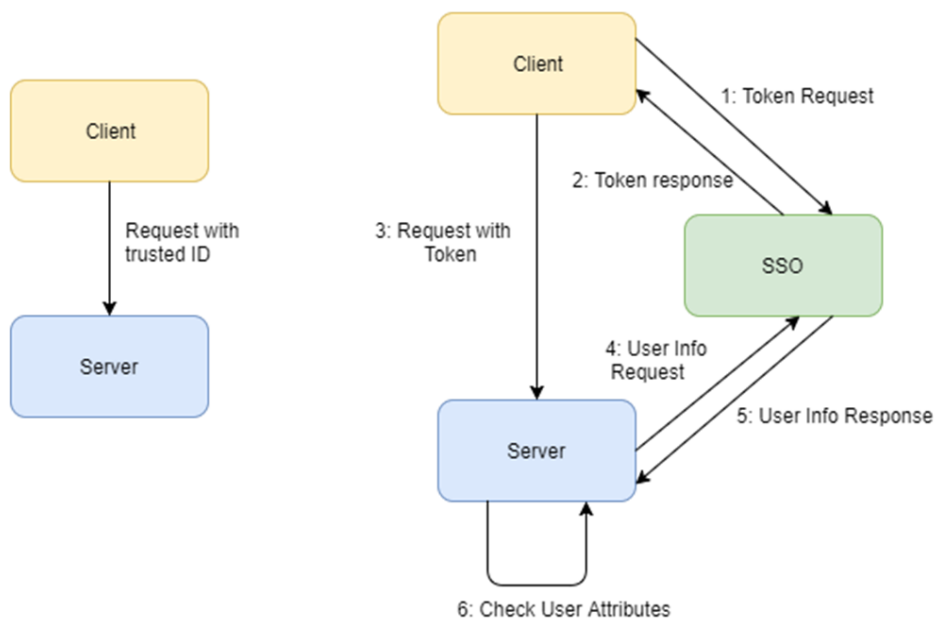 Client
Request with
trusted ID
Server
Client
1: Token Request
2: Token response
3: Request with
Token
SSO
4: User Info
Request
5: User Info Response
Server
6: Check User Attributes